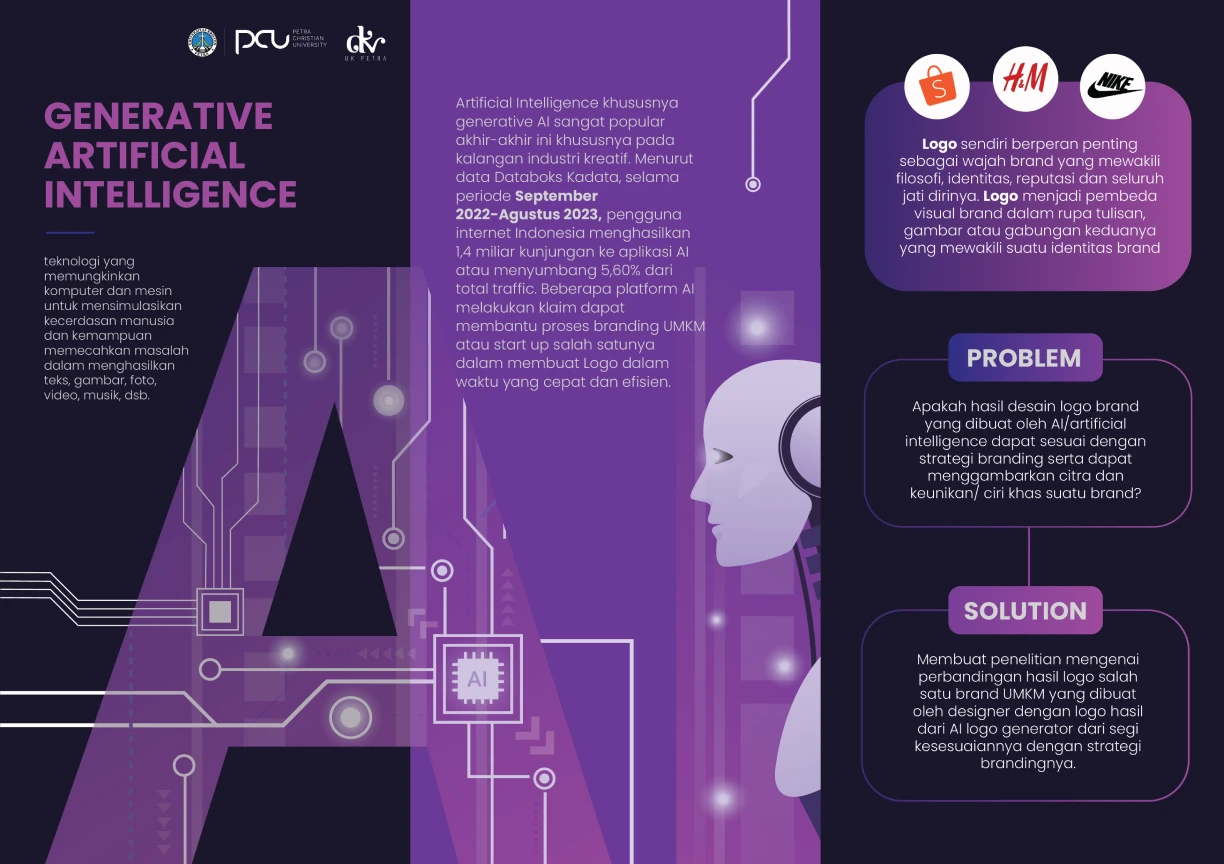 PCU
PETRA
CHRISTIAN
UNIVERSITY
dkv
UK PETRA
GENERATIVE
ARTIFICIAL
INTELLIGENCE
teknologi yang
memungkinkan
komputer dan mesin
untuk mensimulasikan
kecerdasan manusia
dan kemampuan
memecahkan masalah
dalam menghasilkan
teks, gambar, foto,
video, musik, dsb.
Artificial Intelligence khususnya
generative AI sangat popular
akhir-akhir ini khususnya pada
kalangan industri kreatif. Menurut
data Databoks Kadata, selama
periode September
2022-Agustus 2023, pengguna
internet Indonesia menghasilkan
1,4 miliar kunjungan ke aplikasi AI
atau menyumbang 5,60% dari
total traffic. Beberapa platform AI
melakukan klaim dapat
membantu proses branding UMKM
atau start up salah satunya
dalam membuat Logo dalam
waktu yang cepat dan efisien.
AI
S
H&M
NIKE
Logo sendiri berperan penting
sebagai wajah brand yang mewakili
filosofi, identitas, reputasi dan seluruh
jati dirinya. Logo menjadi pembeda
visual brand dalam rupa tulisan,
gambar atau gabungan keduanya
yang mewakili suatu identitas brand
PROBLEM
Apakah hasil desain logo brand
yang dibuat oleh AI/artificial
intelligence dapat sesuai dengan
strategi branding serta dapat
menggambarkan citra dan
keunikan/ ciri khas suatu brand?
SOLUTION
Membuat penelitian mengenai
perbandingan hasil logo salah
satu brand UMKM yang dibuat
oleh designer dengan logo hasil
dari AI logo generator dari segi
kesesuaiannya dengan strategi
brandingnya.